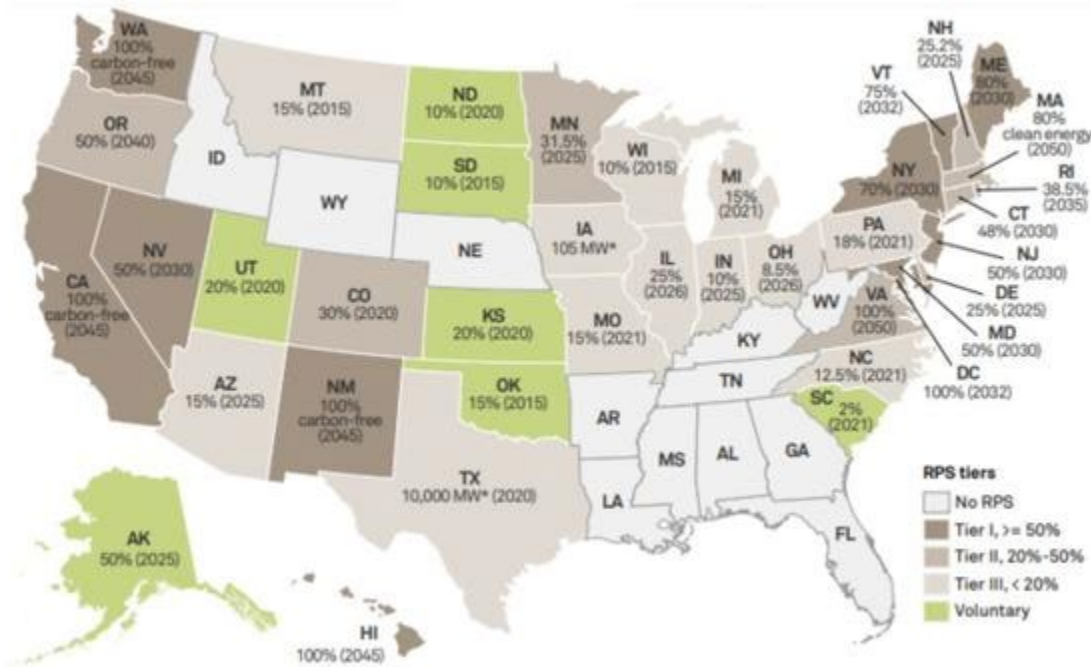 WA
100%
carbon-free
(2045)
OR
50% (2040)
CA
100%
carbon-free
(2045)
NV
50% (2030)
ID
MT
15% (2015)
WY
UT
20% (2020)
CO
30% (2020)
AZ
15% (2025)
NM
100%
carbon-free
(2045)
ND
10% (2020)
SD
10% (2015)
NE
KS
20% (2020)
OK
15% (2015)
TX
10,000 MW* (2020)
MN
31.5%
(2025)
IA
105 MW*
MO
15% (2021)
AR
LA
WI
10% (2015)
IL
25%
(2026)
MI
15%
(2021)
IN
10%
(2025)
OH
8.5%
(2026)
KY
TN
MS
AL
GA
FL
SC
2%
(2021)
NC
12.5% (2021)
VA
100%
(2050)
WV
PA
18% (2021)
NY
70% (2030)
VT
75%
(2032)
NH
25.2%
(2025)
ME
80%
(2030)
MA
80%
clean energy
(2050)
RI
38.5%
(2035)
CT
48% (2030)
NJ
50% (2030)
DE
25% (2025)
MD
50% (2030)
DC
100% (2032)
AK
50% (2025)
HI
100% (2045)
RPS tiers
No RPS
Tier I, >= 50%
Tier II, 20%-50%
Tier III, < 20%
Voluntary